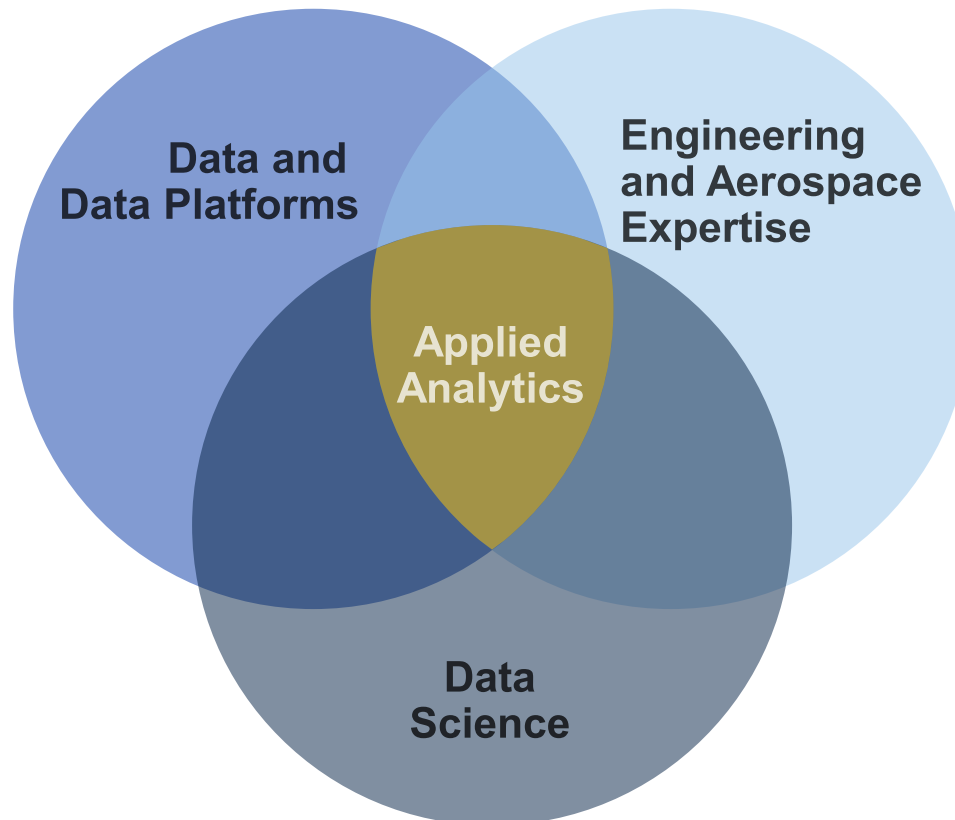 Data and
Data Platforms
Engineering
and Aerospace
Expertise
Applied
Analytics
Data
Science